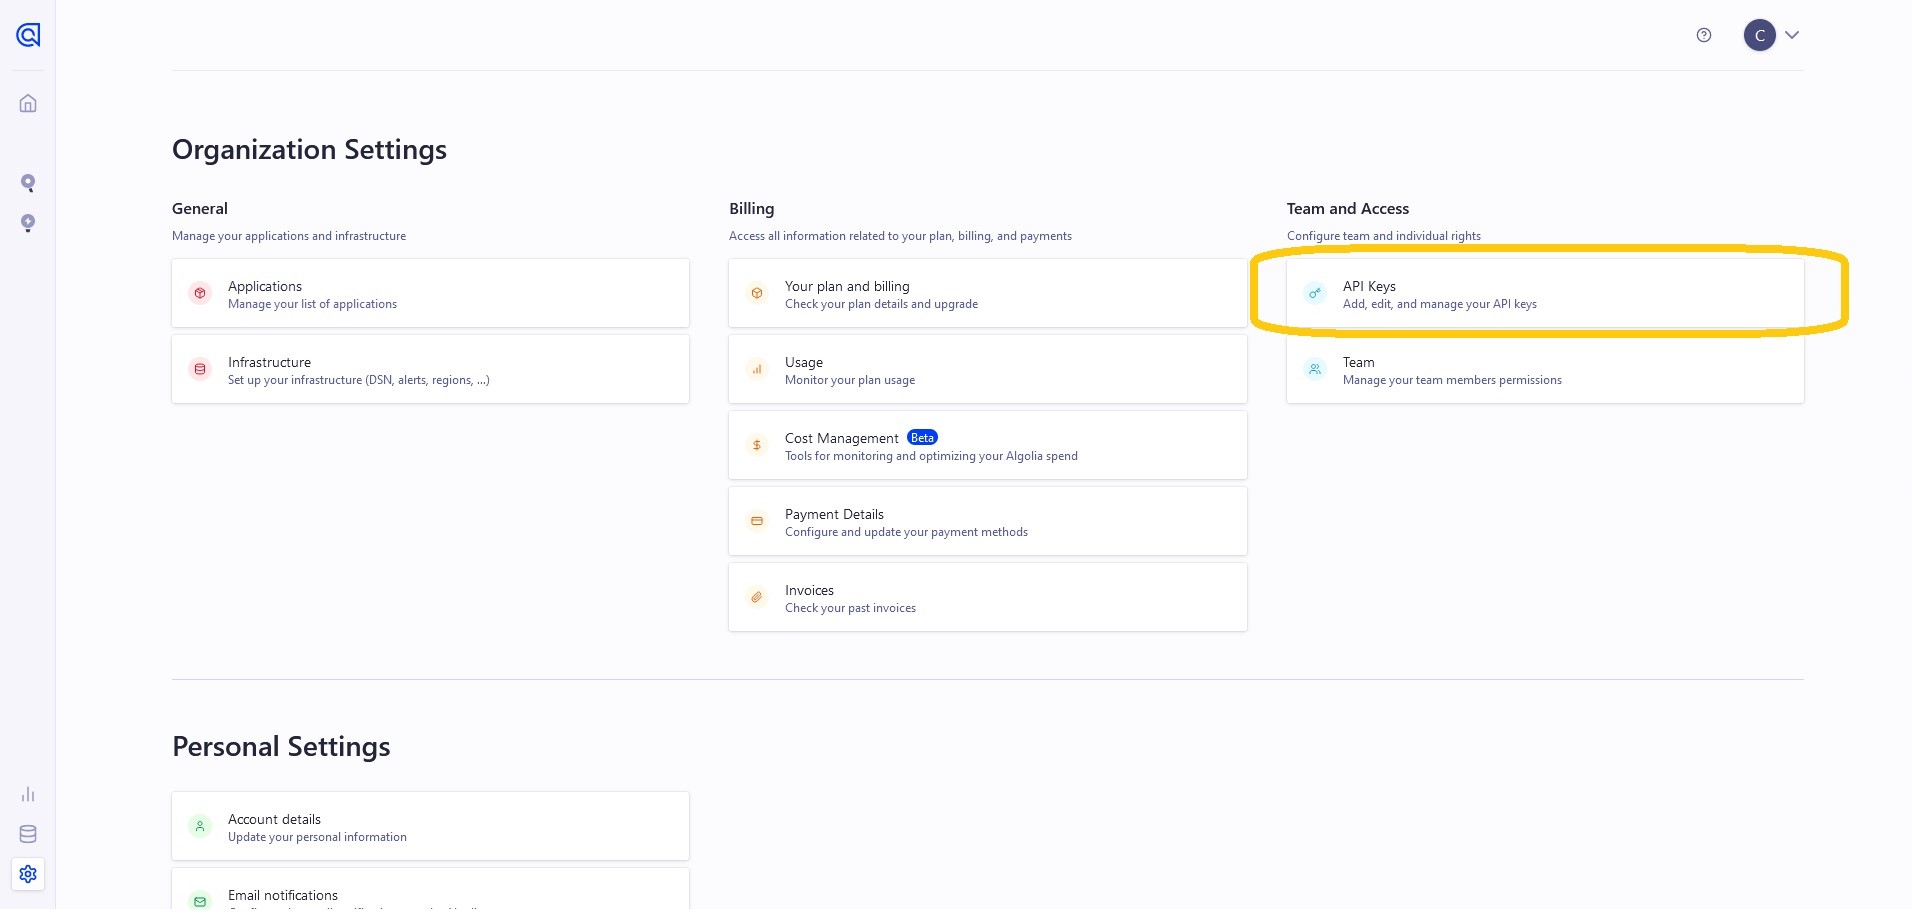 C
Organization Settings
General
Manage your applications and infrastructure
Applications
Manage your list of applications
Infrastructure
Set up your infrastructure (DSN, alerts, regions, ...)
Billing
Access all information related to your plan, billing, and payments
Your plan and billing
Check your plan details and upgrade
Usage
Monitor your plan usage
Cost Management Beta
Tools for monitoring and optimizing your Algolia spend
Payment Details
Configure and update your payment methods
Invoices
Check your past invoices
Team and Access
Configure team and individual rights
API Keys
Add, edit, and manage your API keys
Team
Manage your team members permissions
Personal Settings
Account details
Update your personal information
Email notifications